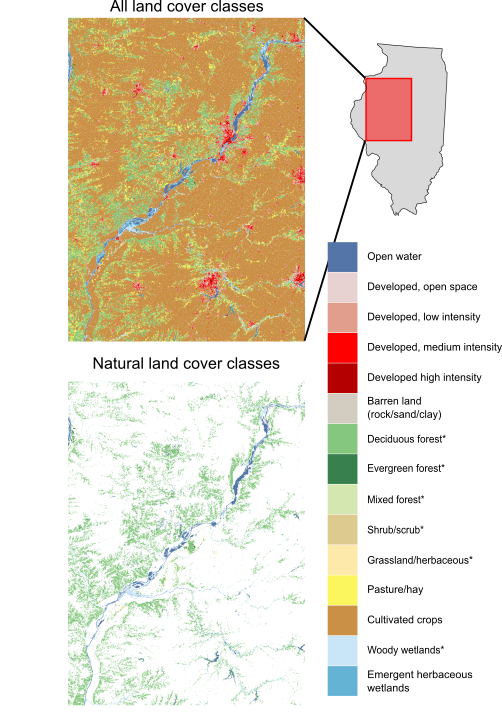 All land cover classes
Open water
Developed, open space
Developed, low intensity
Developed, medium intensity
Developed high intensity
Barren land
(rock/sand/clay)
Deciduous forest*
Evergreen forest*
Mixed forest*
Shrub/scrub*
Grassland/herbaceous*
Pasture/hay
Cultivated crops
Woody wetlands*
Emergent herbaceous
wetlands
Natural land cover classes